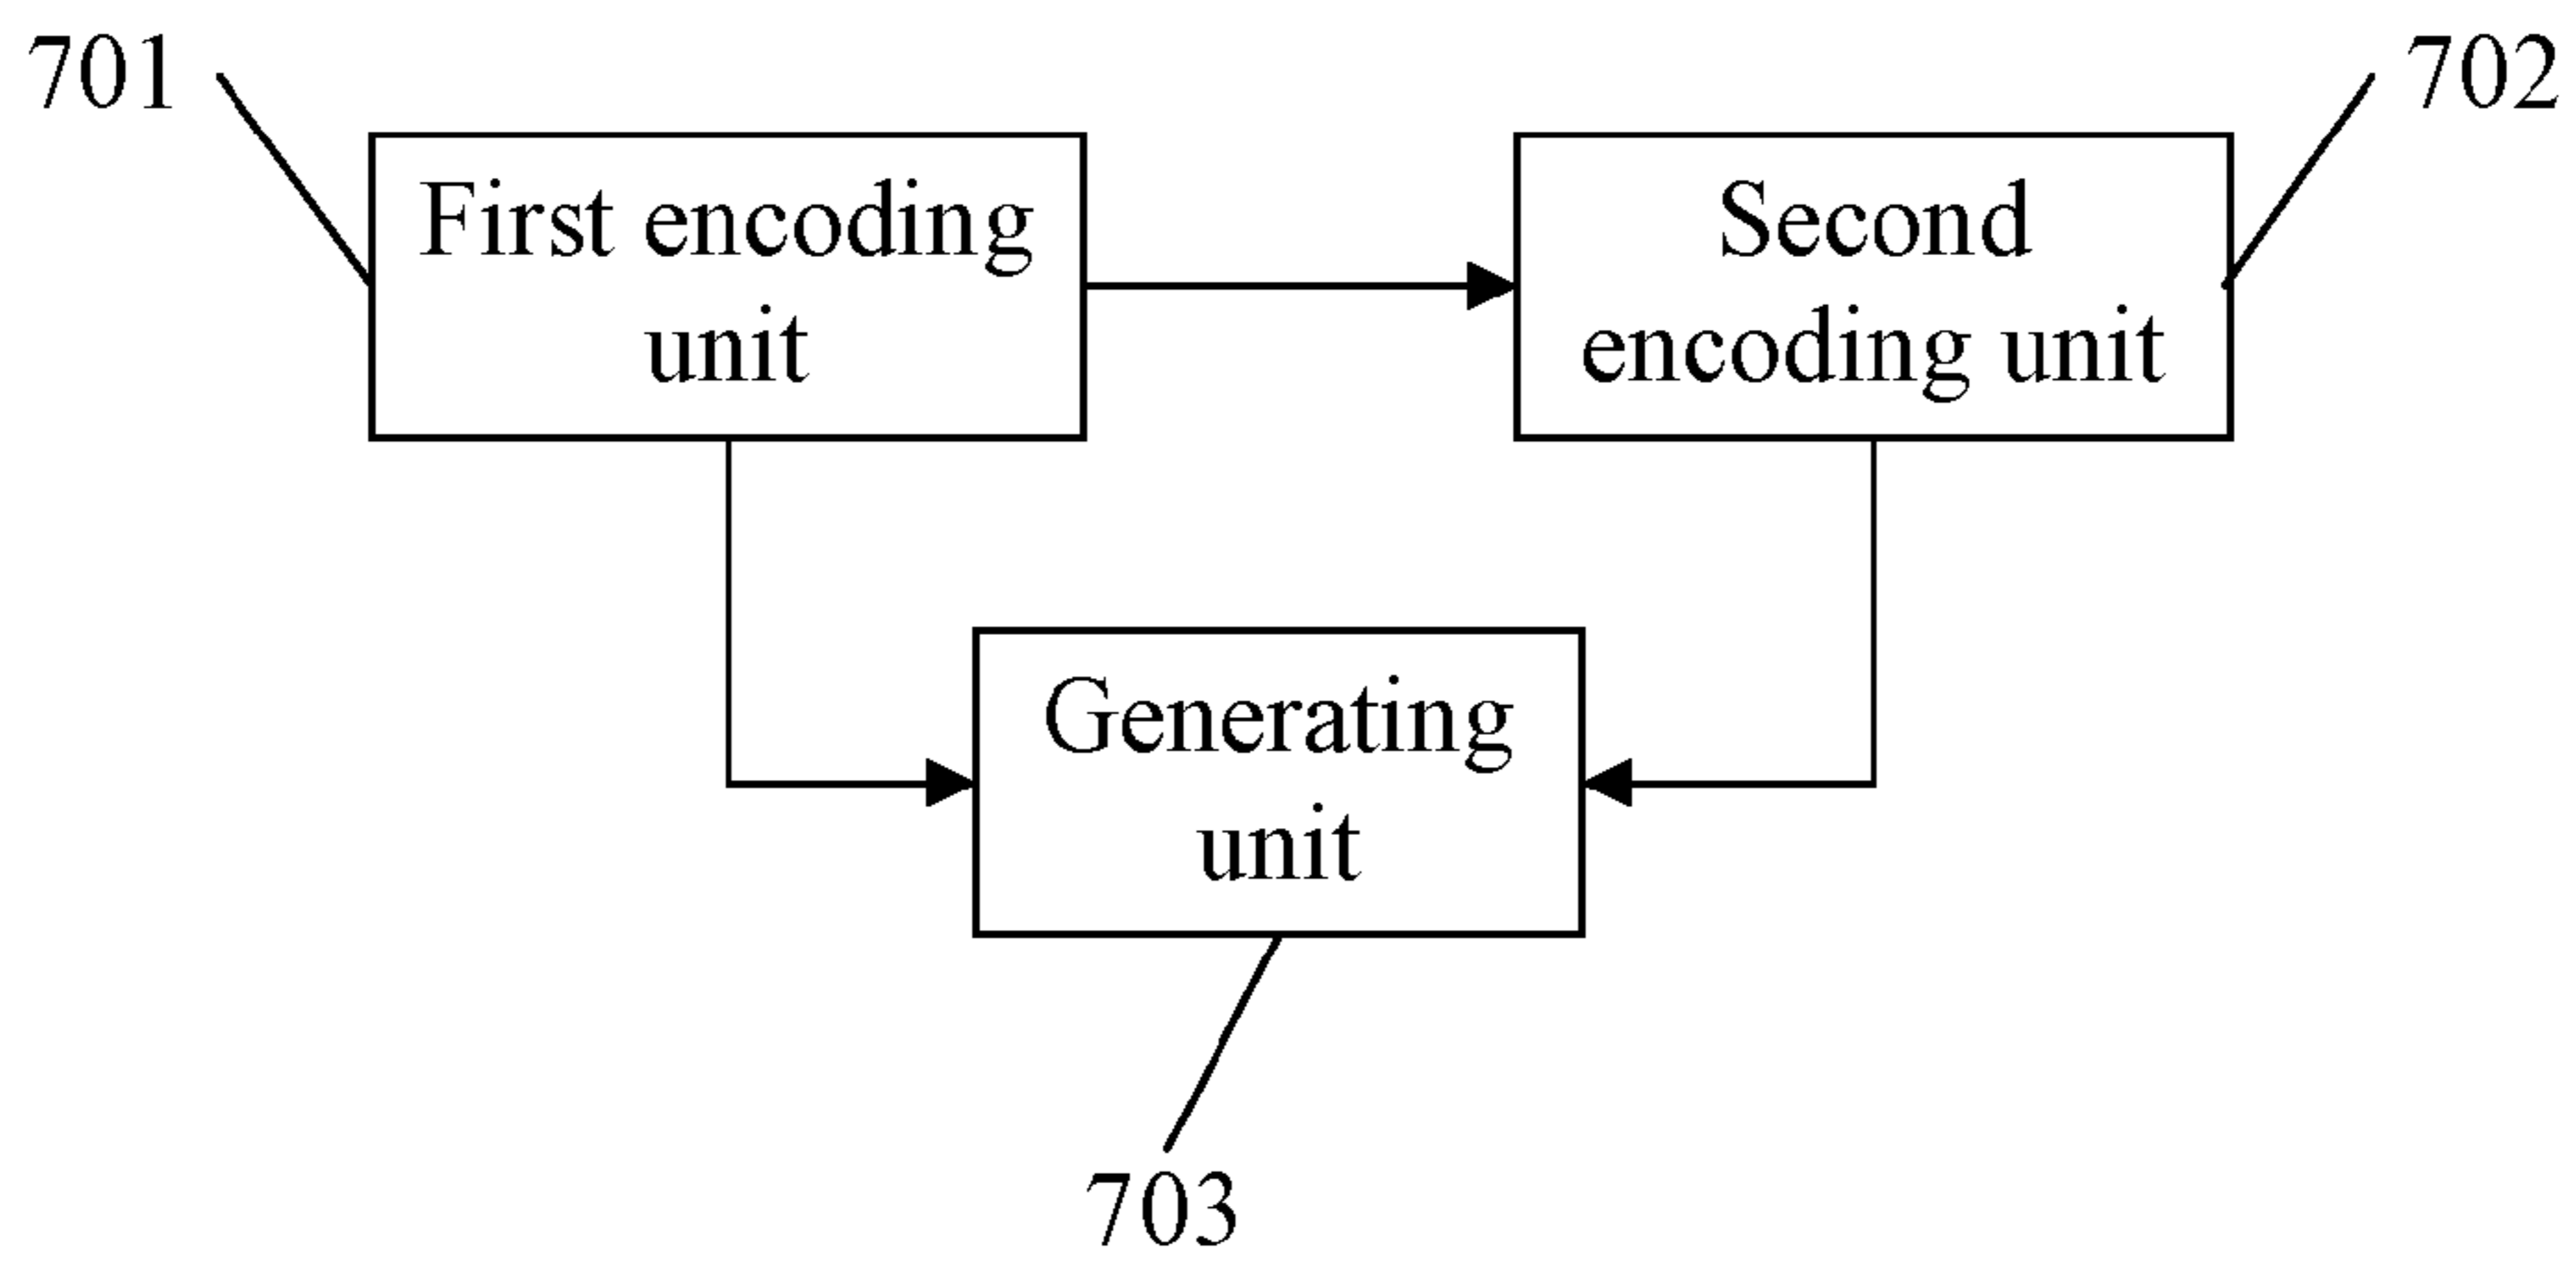 701
702
First encoding
unit
Second
encoding unit
Generating
unit
703